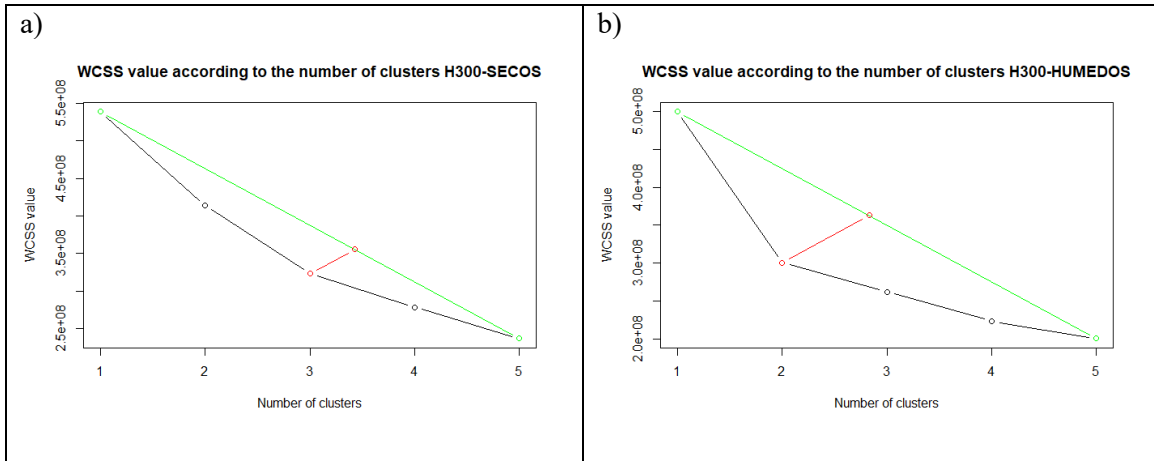 a)
WCSS value according to the number of clusters H300-SECOS
5.5e+08
4.5e+08
3.5e+08
2.5e+08
WCSS value
1 2 3 4 5
Number of clusters
b)
WCSS value according to the number of clusters H300-HUMEDOS
5.0e+08
4.0e+08
3.0e+08
2.0e+08
WCSS value
1 2 3 4 5
Number of clusters